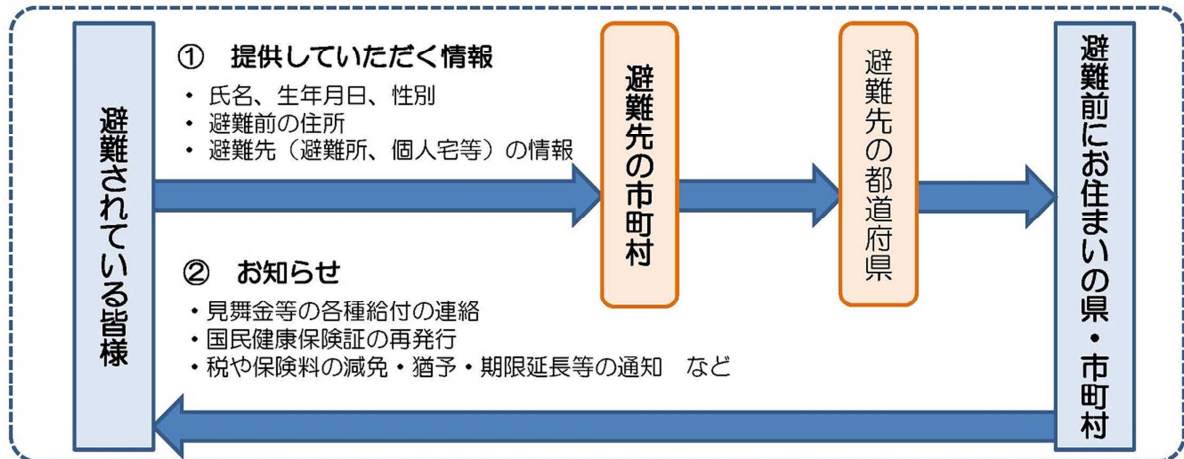 避難されている皆様
① 提供していただく情報
・ 氏名、生年月日、性別
・ 避難前の住所
・ 避難先（避難所、個人宅等）の情報
避難先の市町村
避難先の都道府県
避難前にお住まいの県・市町村
② お知らせ
・見舞金等の各種給付の連絡
・国民健康保険証の再発行
・税や保険料の減免・猶予・期限延長等の通知　など